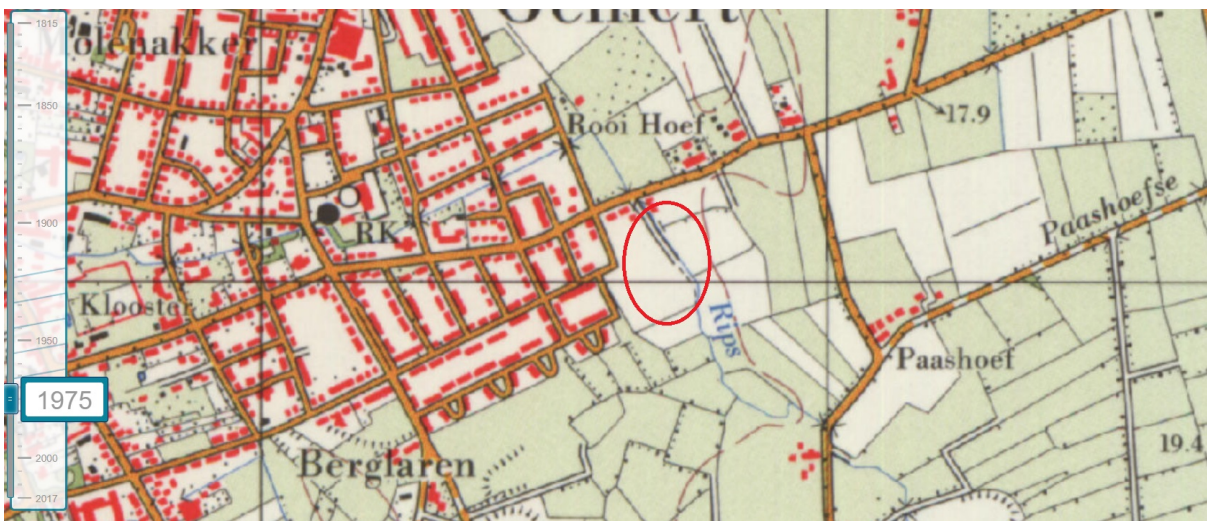 1815
1850
1900
1950
1975
2000
2017
Gemert
Molenakker
Rooi Hoef
17.9
RK
Paashoefse
Klooster
Rips
Paashoef
Berglaren
19.4